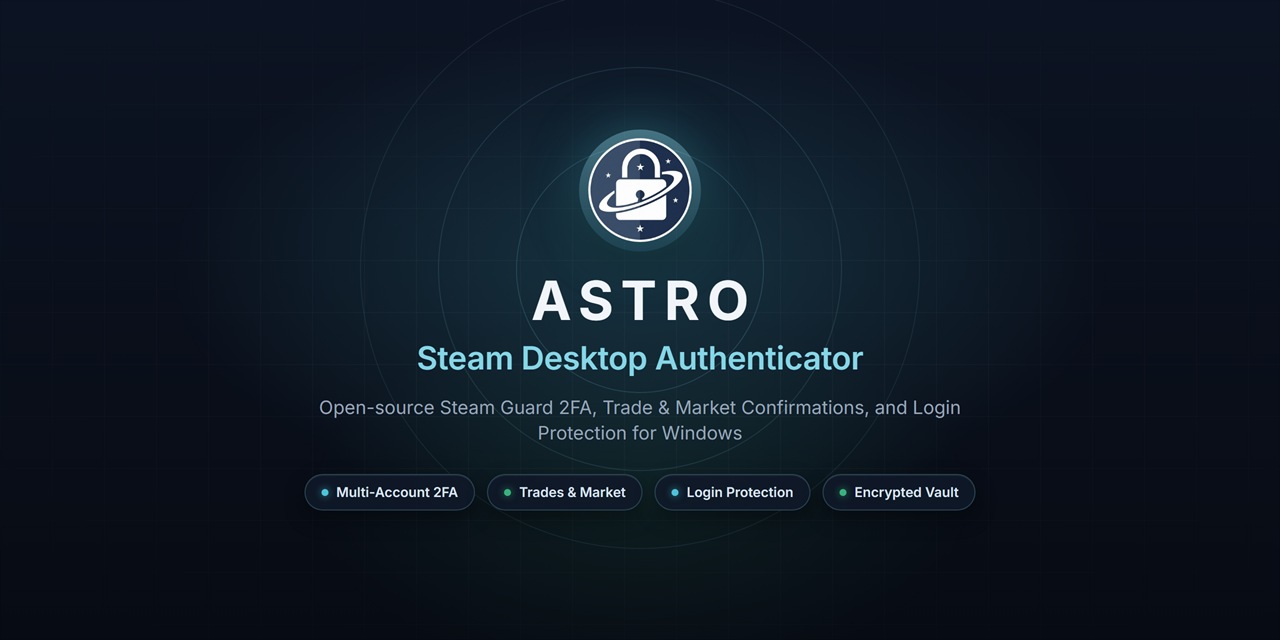 ASTRO
Steam Desktop Authenticator
Open-source Steam Guard 2FA, Trade & Market Confirmations, and Login
Protection for Windows
Multi-Account 2FA
Trades & Market
Login Protection
Encrypted Vault